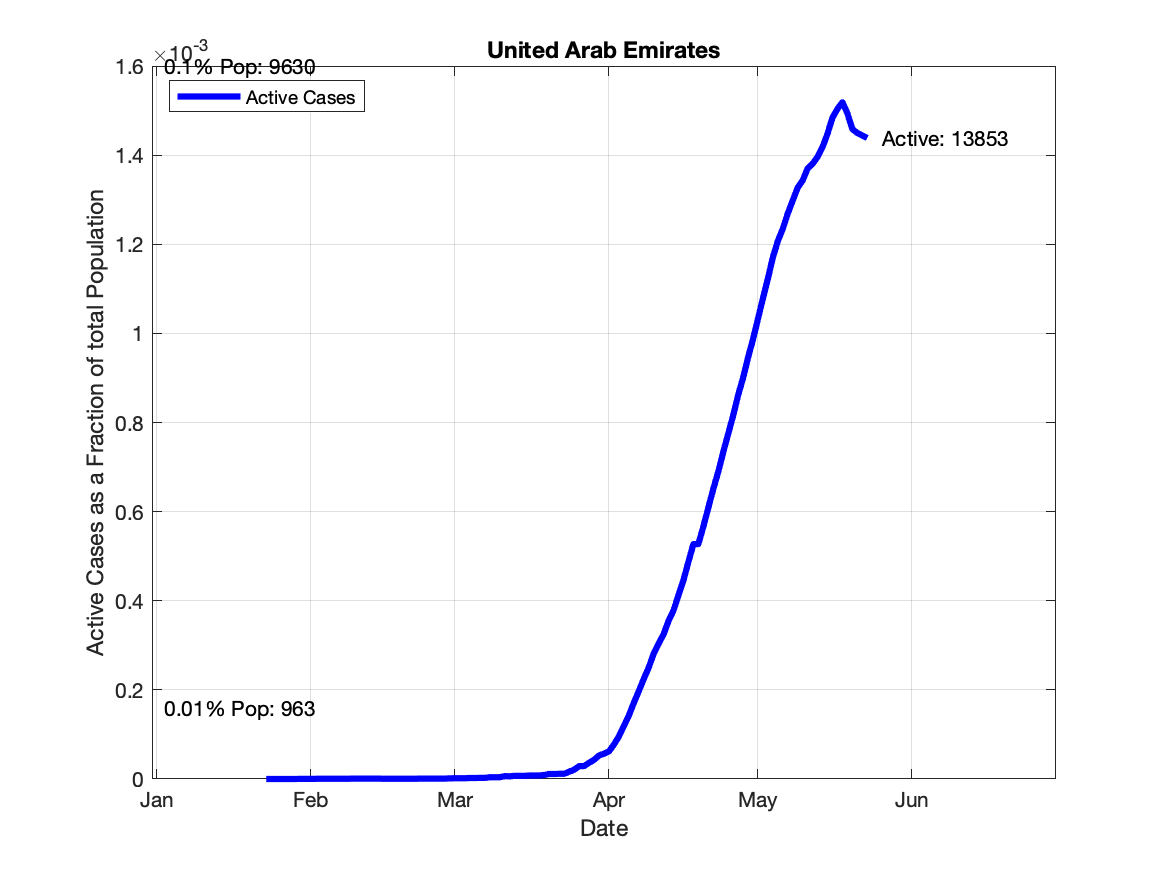 United Arab Emirates
×10-3
0.1% Pop: 9630
Active Cases
Active: 13853
0.01% Pop: 963
Active Cases as a Fraction of total Population
1.6
1.4
1.2
1
0.8
0.6
0.4
0.2
0
Jan Feb Mar Apr May Jun
Date